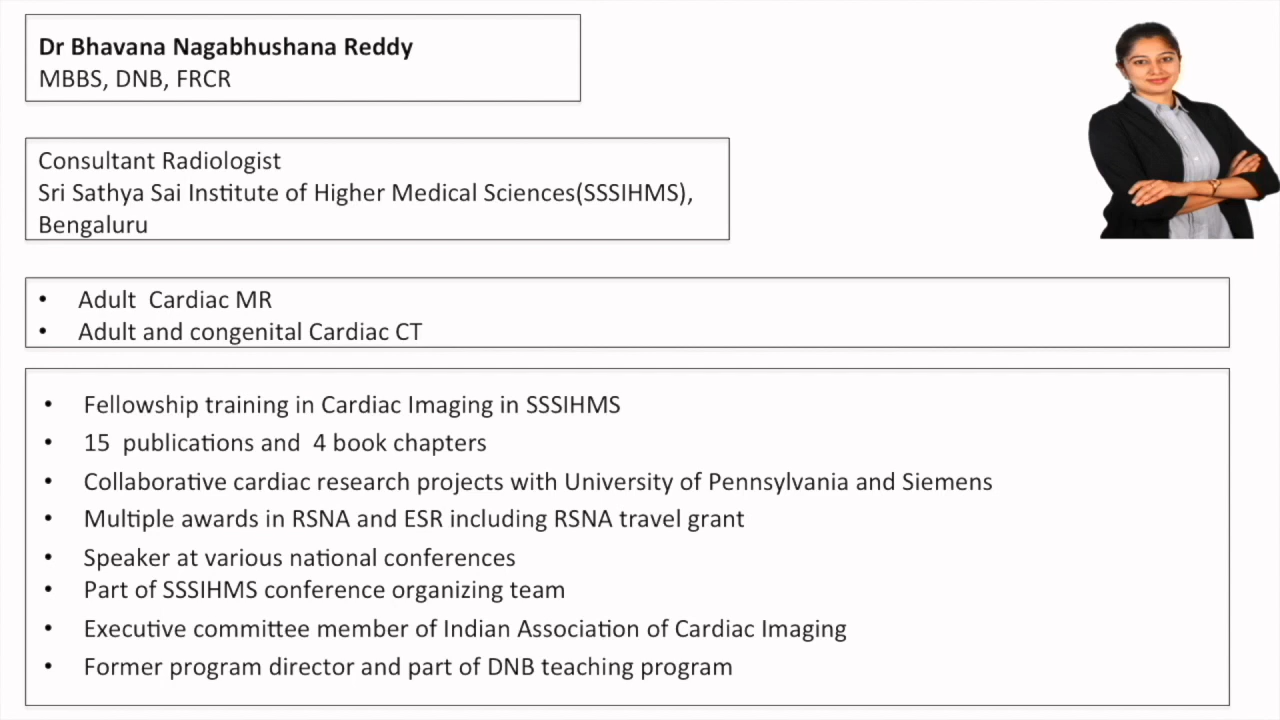 Dr Bhavana Nagabhushana Reddy
MBBS, DNB, FRCR
Consultant Radiologist
Sri Sathya Sai Institute of Higher Medical Sciences(SSSIHMS),
Bengaluru
• Adult Cardiac MR
• Adult and congenital Cardiac CT
• Fellowship training in Cardiac Imaging in SSSIHMS
• 15 publications and 4 book chapters
• Collaborative cardiac research projects with University of Pennsylvania and Siemens
• Multiple awards in RSNA and ESR including RSNA travel grant
• Speaker at various national conferences
• Part of SSSIHMS conference organizing team
• Executive committee member of Indian Association of Cardiac Imaging
• Former program director and part of DNB teaching program